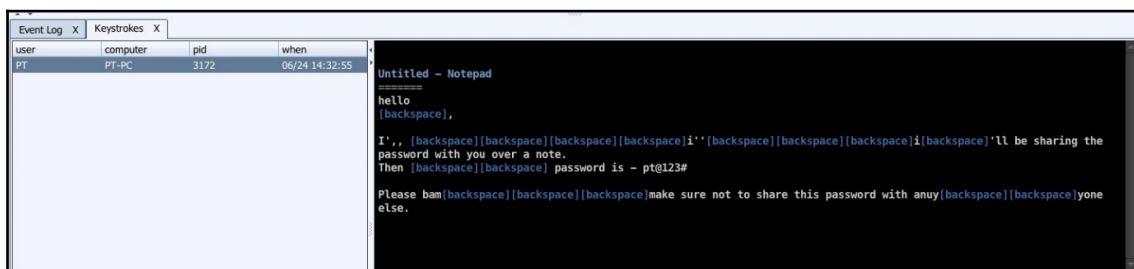 Event Log X Keystrokes X
user computer pid when
PT PT-PC 3172 06/24 14:32:55
Untitled – Notepad
=======
hello
[backspace],
I',, [backspace][backspace][backspace][backspace]i''[backspace][backspace][backspace][backspace]i[backspace]'ll be sharing the
password with you over a note.
Then [backspace][backspace] password is – pt@123#
Please bam[backspace][backspace][backspace]make sure not to share this password with anuy[backspace][backspace]yone
else.